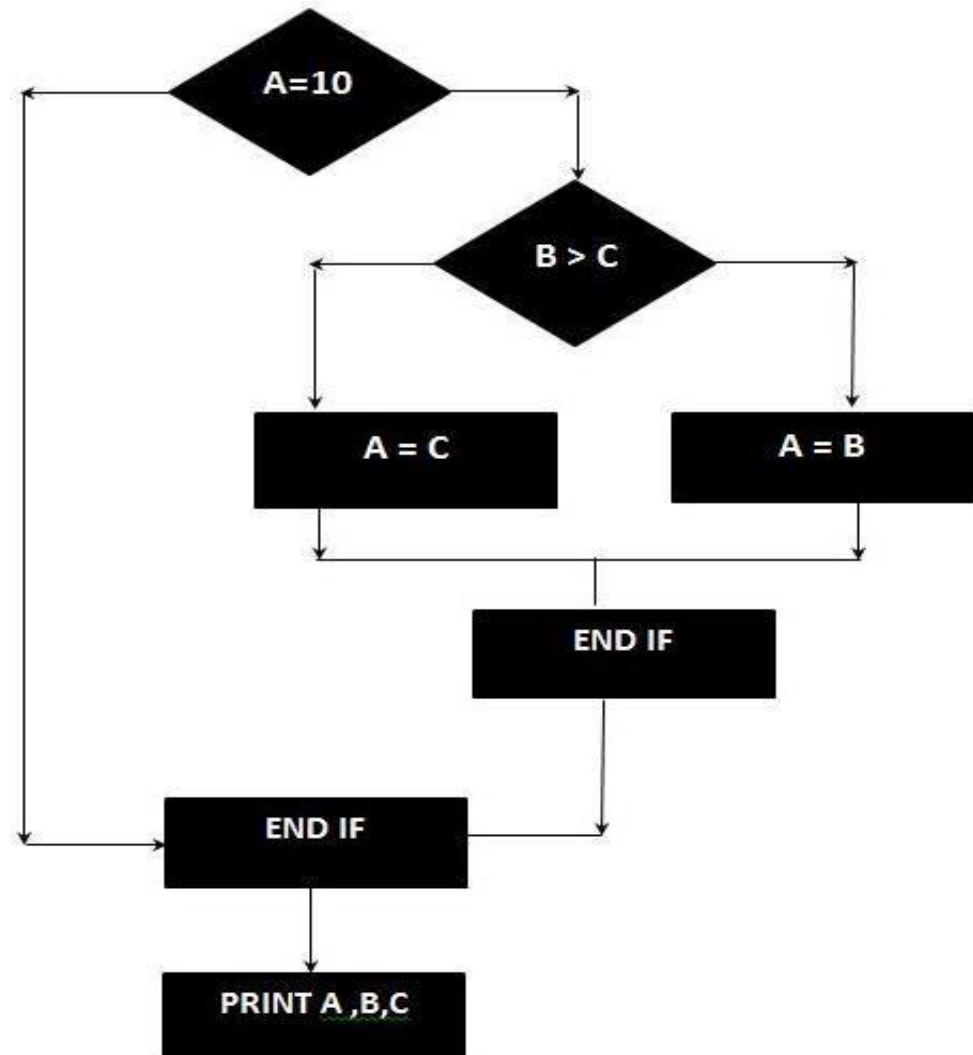 A=10
B > C
A = C
A = B
END IF
END IF
PRINT A ,B,C